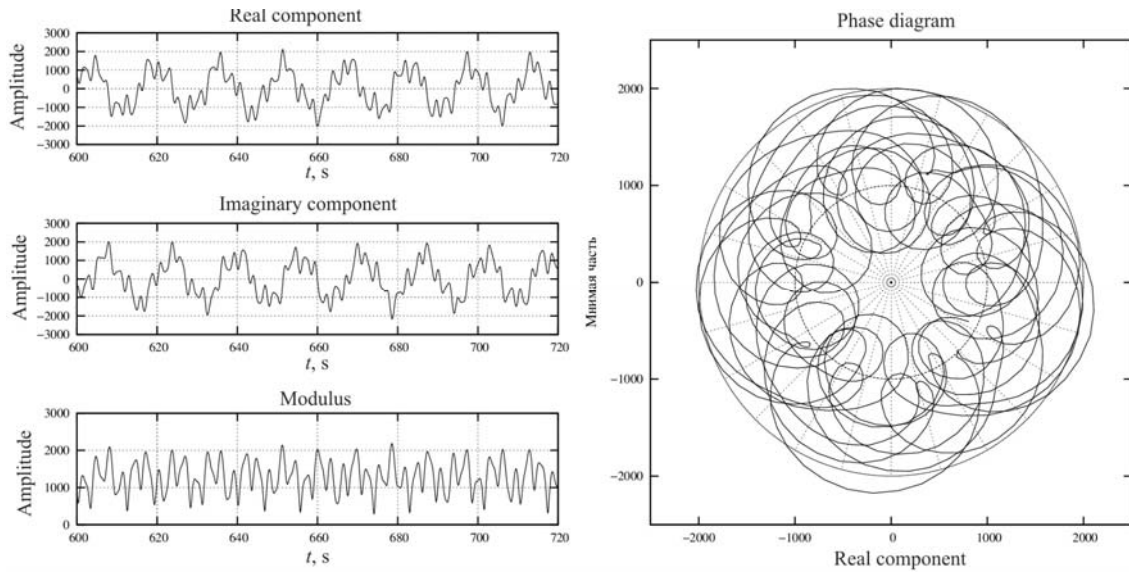 Real component
Amplitude
3000
2000
1000
0
−1000
−2000
−3000
600 620 640 660 680 700 720
t, s
Imaginary component
Amplitude
3000
2000
1000
0
−1000
−2000
−3000
600 620 640 660 680 700 720
t, s
Modulus
Amplitude
3000
2000
1000
0
600 620 640 660 680 700 720
t, s
Phase diagram
Мнимая часть
2000
1000
0
−1000
−2000
−2000 −1000 0 1000 2000
Real component